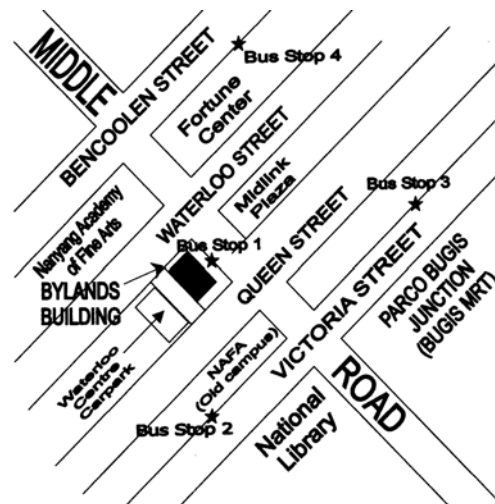 MIDDLE
BENCOOLEN STREET
Bus Stop 4
Fortune
Center
WATERLOO STREET
Midlink
Plaza
Bus Stop 3
Nanyang Academy
of Fine Arts
Bus Stop 1
QUEEN STREET
BYLANDS
BUILDING
VICTORIA STREET
PARCO BUGIS
JUNCTION
(BUGIS MRT)
Waterloo
Centre
Carpark
NAFA
(Old campus)
ROAD
Bus Stop 2
National
Library